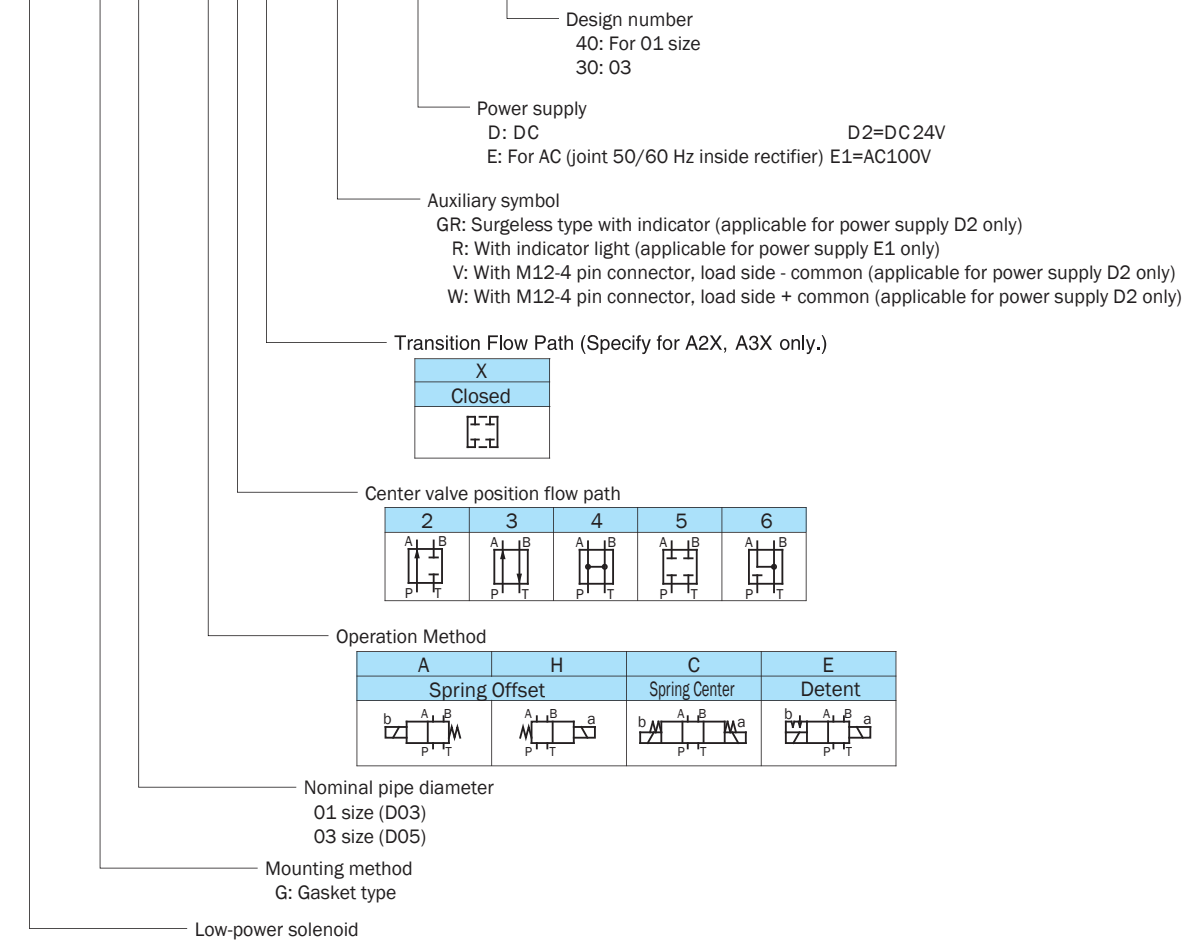 Design number
40: For 01 size
30: 03
Power supply
D: DC D2=DC24V
E: For AC (joint 50/60 Hz inside rectifier) E1=AC100V
Auxiliary symbol
GR: Surgeless type with indicator (applicable for power supply D2 only)
R: With indicator light (applicable for power supply E1 only)
V: With M12-4 pin connector, load side - common (applicable for power supply D2 only)
W: With M12-4 pin connector, load side + common (applicable for power supply D2 only)
Transition Flow Path (Specify for A2X, A3X only.)
X
Closed
Center valve position flow path
2 3 4 5 6
A B A B A B A B A B
P T P T P T P T P T
Operation Method
A H C E
Spring Offset Spring Center Detent
b A B A B a b A B a b A B a
P T P T P T P T
Nominal pipe diameter
01 size (D03)
03 size (D05)
Mounting method
G: Gasket type
Low-power solenoid